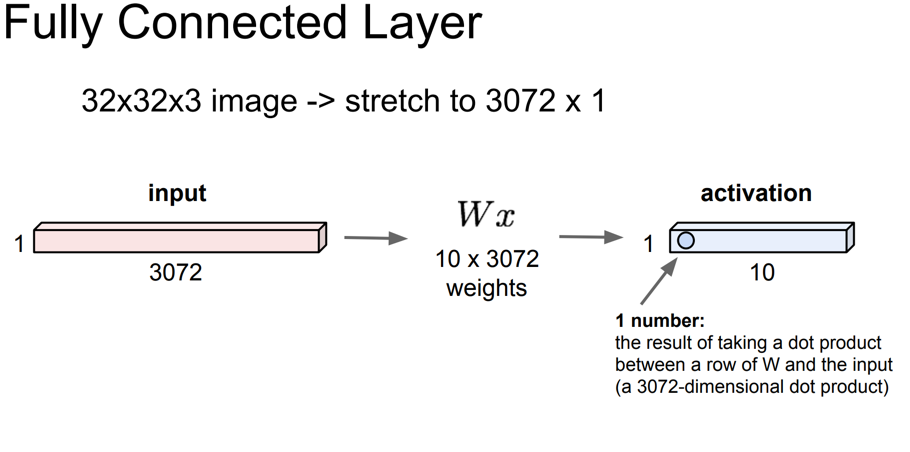 Fully Connected Layer
32x32x3 image -> stretch to 3072 x 1
input
1
3072
Wx
10 x 3072
weights
activation
1
10
1 number:
the result of taking a dot product
between a row of W and the input
(a 3072-dimensional dot product)